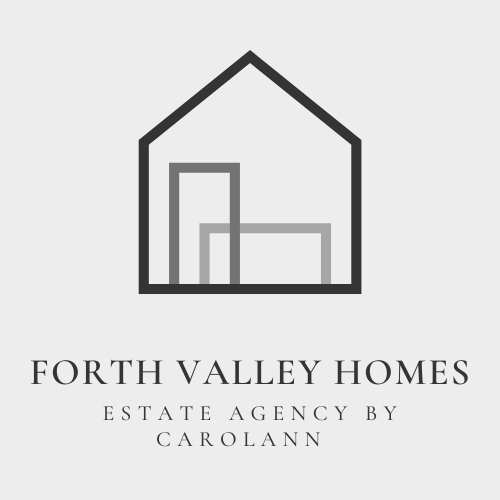 FORTH VALLEY HOMES
ESTATE AGENCY BY
CAROLANN